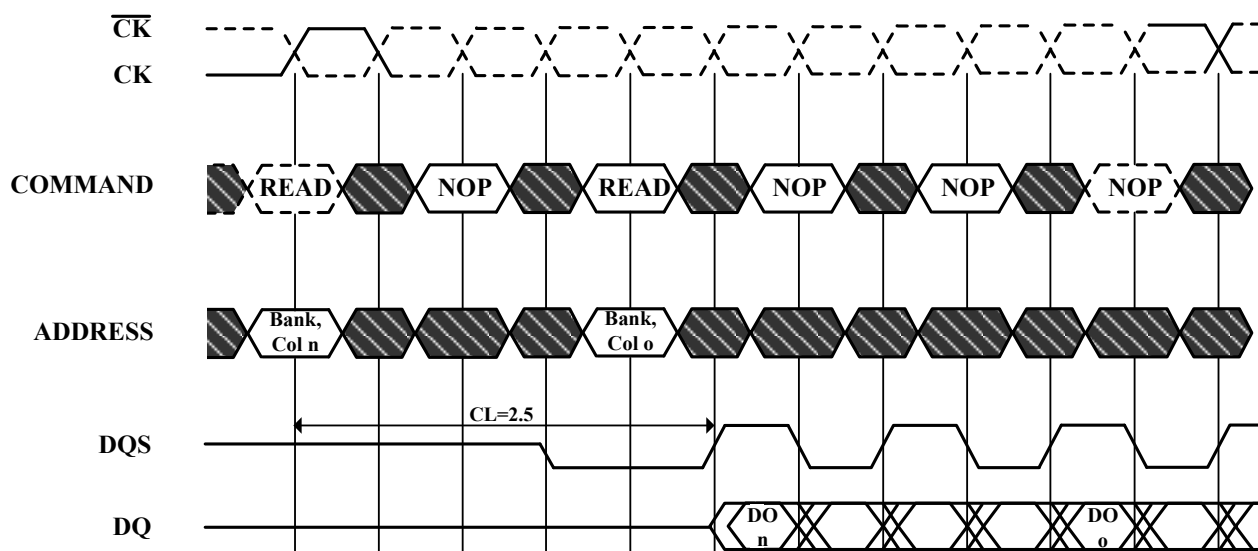 CK
CK
COMMAND
READ
NOP
READ
NOP
NOP
NOP
ADDRESS
Bank,
Col n
Bank,
Col o
CL=2.5
DQS
DQ
DO
n
DO
o